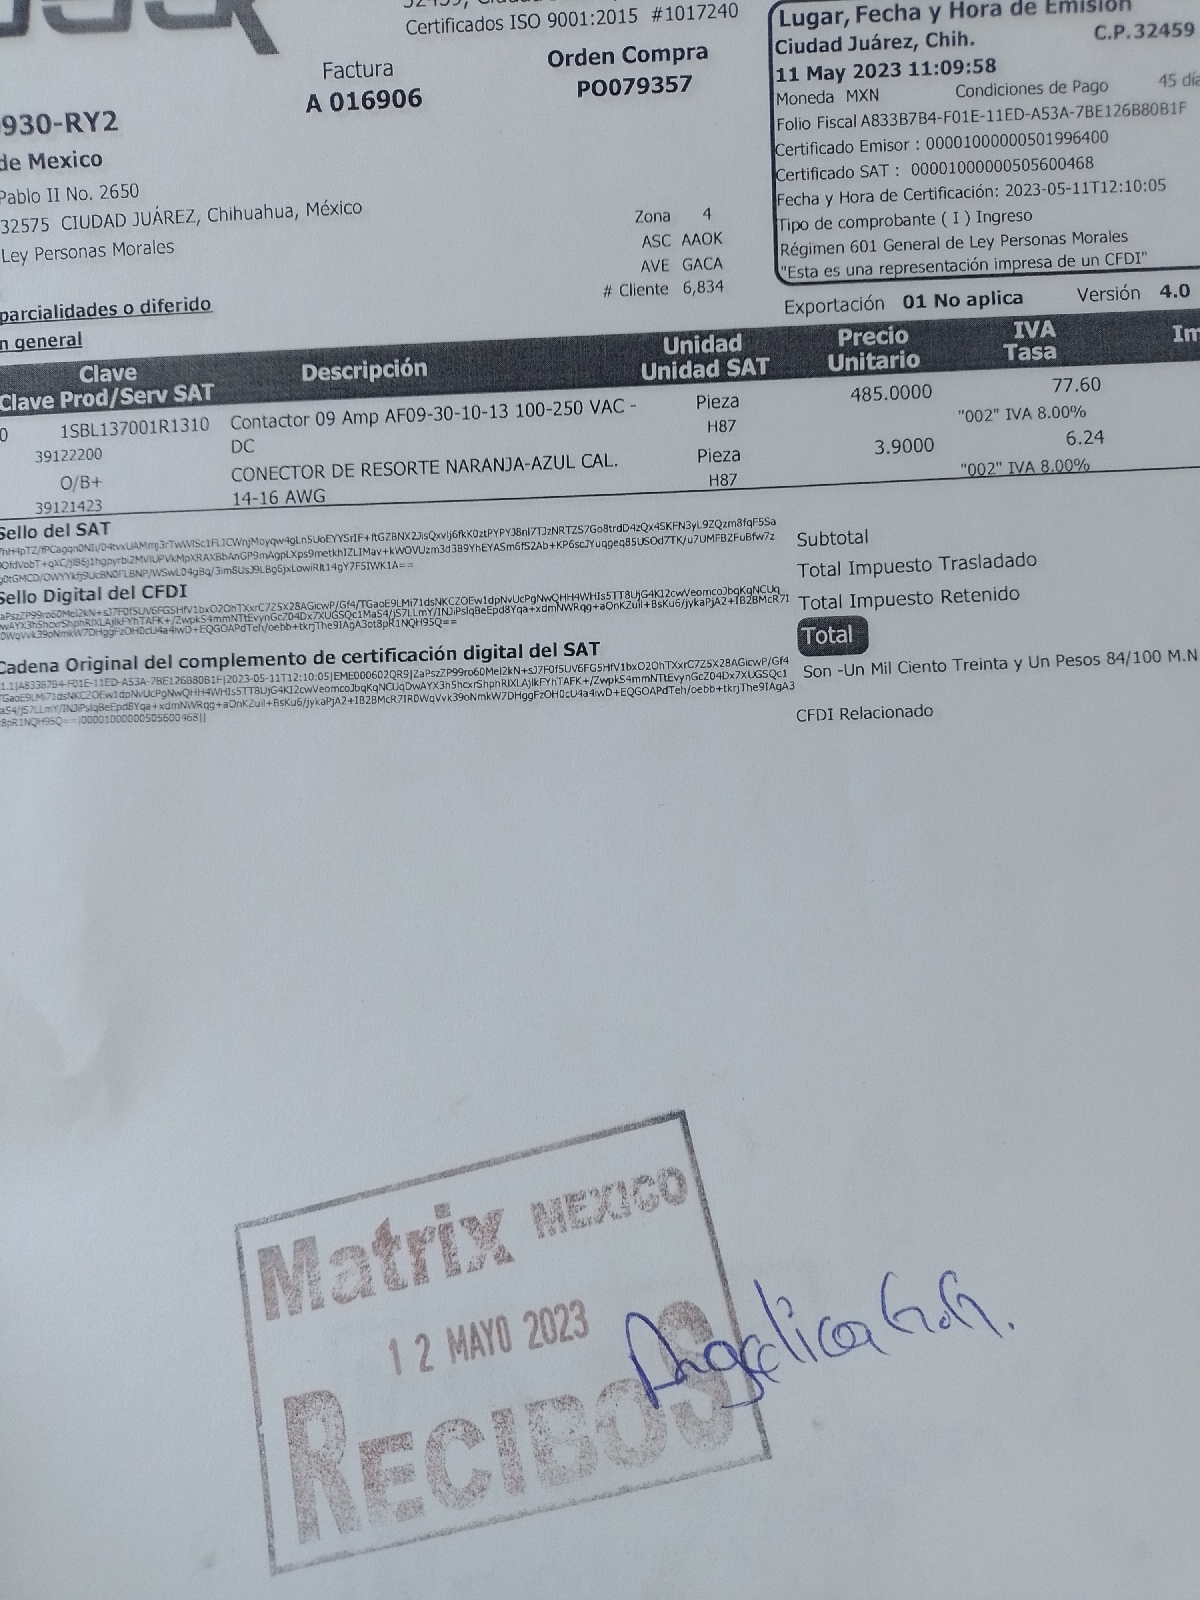 Certificados ISO 9001:2015 #1017240
Factura
A 016906
Orden Compra
PO079357
930-RY2
de Mexico
Pablo II No. 2650
32575 CIUDAD JUÁREZ, Chihuahua, México
Ley Personas Morales
parcialidades o diferido
n general
Zona 4
ASC AAOK
AVE GACA
# Cliente 6,834
Lugar, Fecha y Hora de Emisión
Ciudad Juárez, Chih. C.P.32459
11 May 2023 11:09:58
Moneda MXN Condiciones de Pago 45 día
Folio Fiscal A833B7B4-F01E-11ED-A53A-7BE126B80B1F
Certificado Emisor : 00001000000501996400
Certificado SAT : 00001000000505600468
Fecha y Hora de Certificación: 2023-05-11T12:10:05
Tipo de comprobante ( I ) Ingreso
Régimen 601 General de Ley Personas Morales
"Esta es una representación impresa de un CFDI"
Exportación 01 No aplica Versión 4.0
Clave Descripción Unidad Precio IVA Im
Clave Prod/Serv SAT Unidad SAT Unitario Tasa
0 1SBL137001R1310 Contactor 09 Amp AF09-30-10-13 100-250 VAC - Pieza 485.0000 77.60
39122200 DC H87 "002" IVA 8.00%
O/B+ CONECTOR DE RESORTE NARANJA-AZUL CAL. Pieza 3.9000 6.24
39121423 14-16 AWG H87 "002" IVA 8.00%
Sello del SAT
Sello Digital del CFDI
Cadena Original del complemento de certificación digital del SAT
Subtotal
Total Impuesto Trasladado
Total Impuesto Retenido
Total
Son -Un Mil Ciento Treinta y Un Pesos 84/100 M.N
CFDI Relacionado
Matrix MEXICO
12 MAYO 2023
RECIBOS
Angelica G.G.